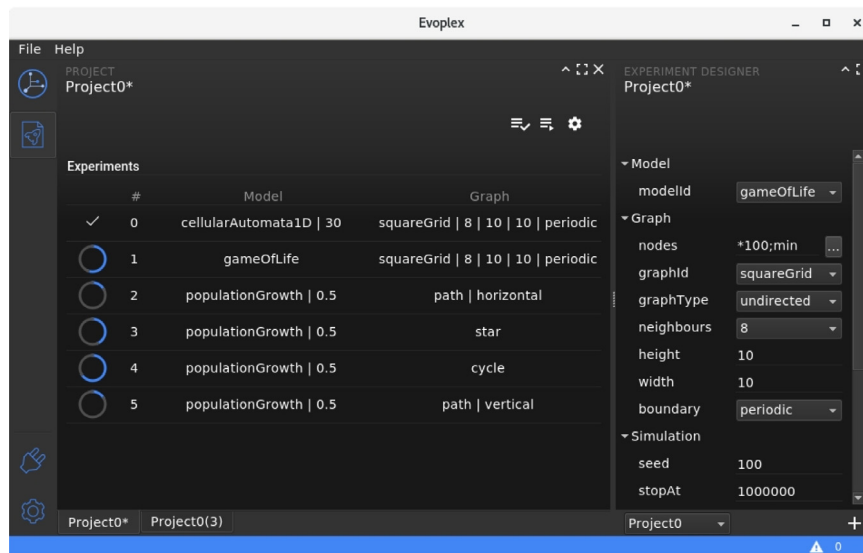 Evoplex
File Help
PROJECT
Project0*
Experiments
# Model Graph
0 cellularAutomata1D | 30 squareGrid | 8 | 10 | 10 | periodic
1 gameOfLife squareGrid | 8 | 10 | 10 | periodic
2 populationGrowth | 0.5 path | horizontal
3 populationGrowth | 0.5 star
4 populationGrowth | 0.5 cycle
5 populationGrowth | 0.5 path | vertical
Project0* Project0(3)
EXPERIMENT DESIGNER
Project0*
Model
modelId gameOfLife
Graph
nodes *100;min ...
graphId squareGrid
graphType undirected
neighbours 8
height 10
width 10
boundary periodic
Simulation
seed 100
stopAt 1000000
Project0
0